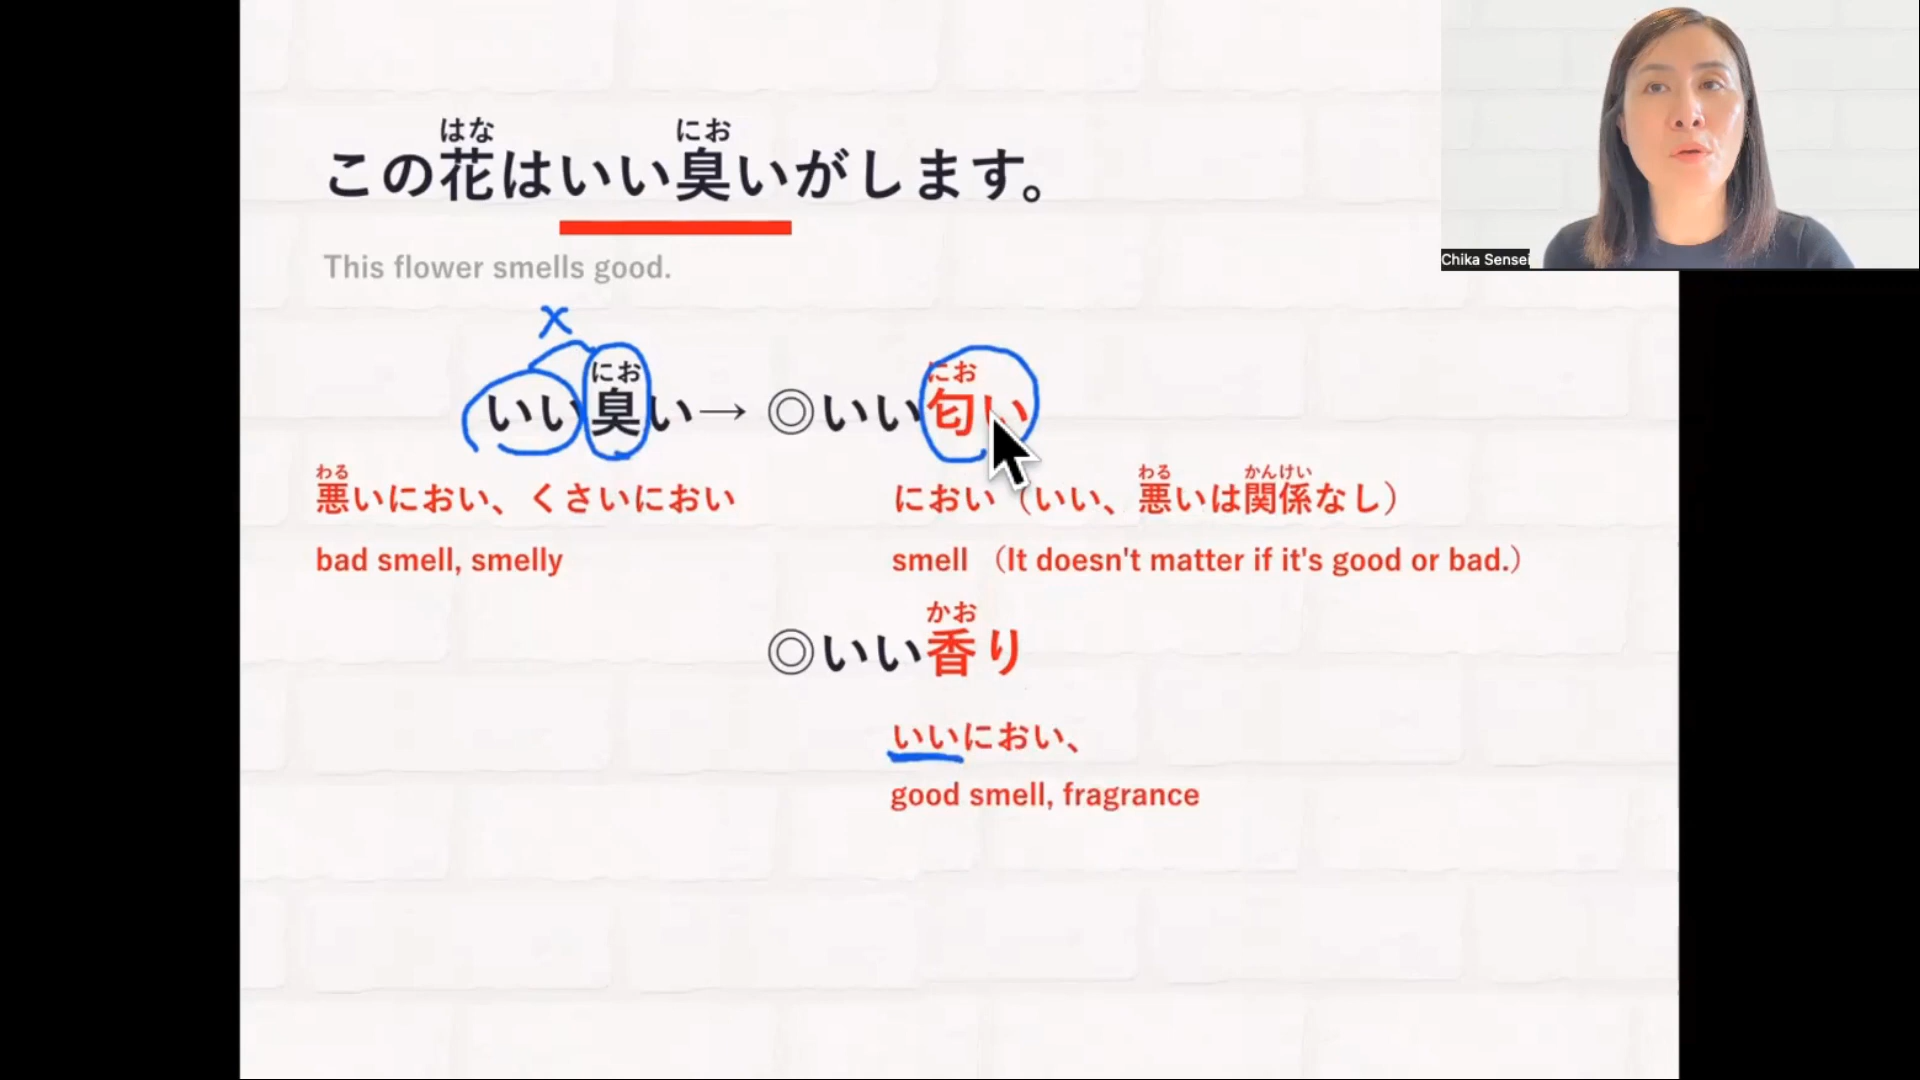 はな にお
この花はいい臭いがします。
This flower smells good.
X
にお にお
いい臭い→ ◎いい匂い
わる わる かんけい
悪いにおい、くさいにおい
におい（いい、悪いは関係なし）
bad smell, smelly
smell （It doesn't matter if it's good or bad.）
かお
◎いい香り
いいにおい、
good smell, fragrance
Chika Sensei